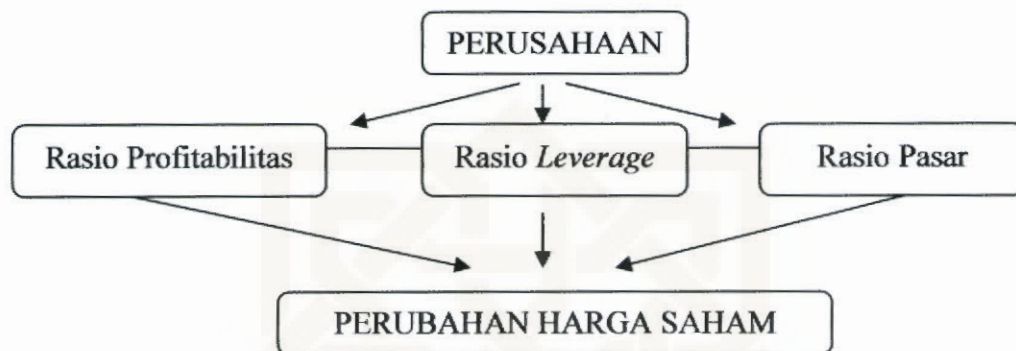 PERUSAHAAN
Rasio Profitabilitas
Rasio Leverage
Rasio Pasar
PERUBAHAN HARGA SAHAM